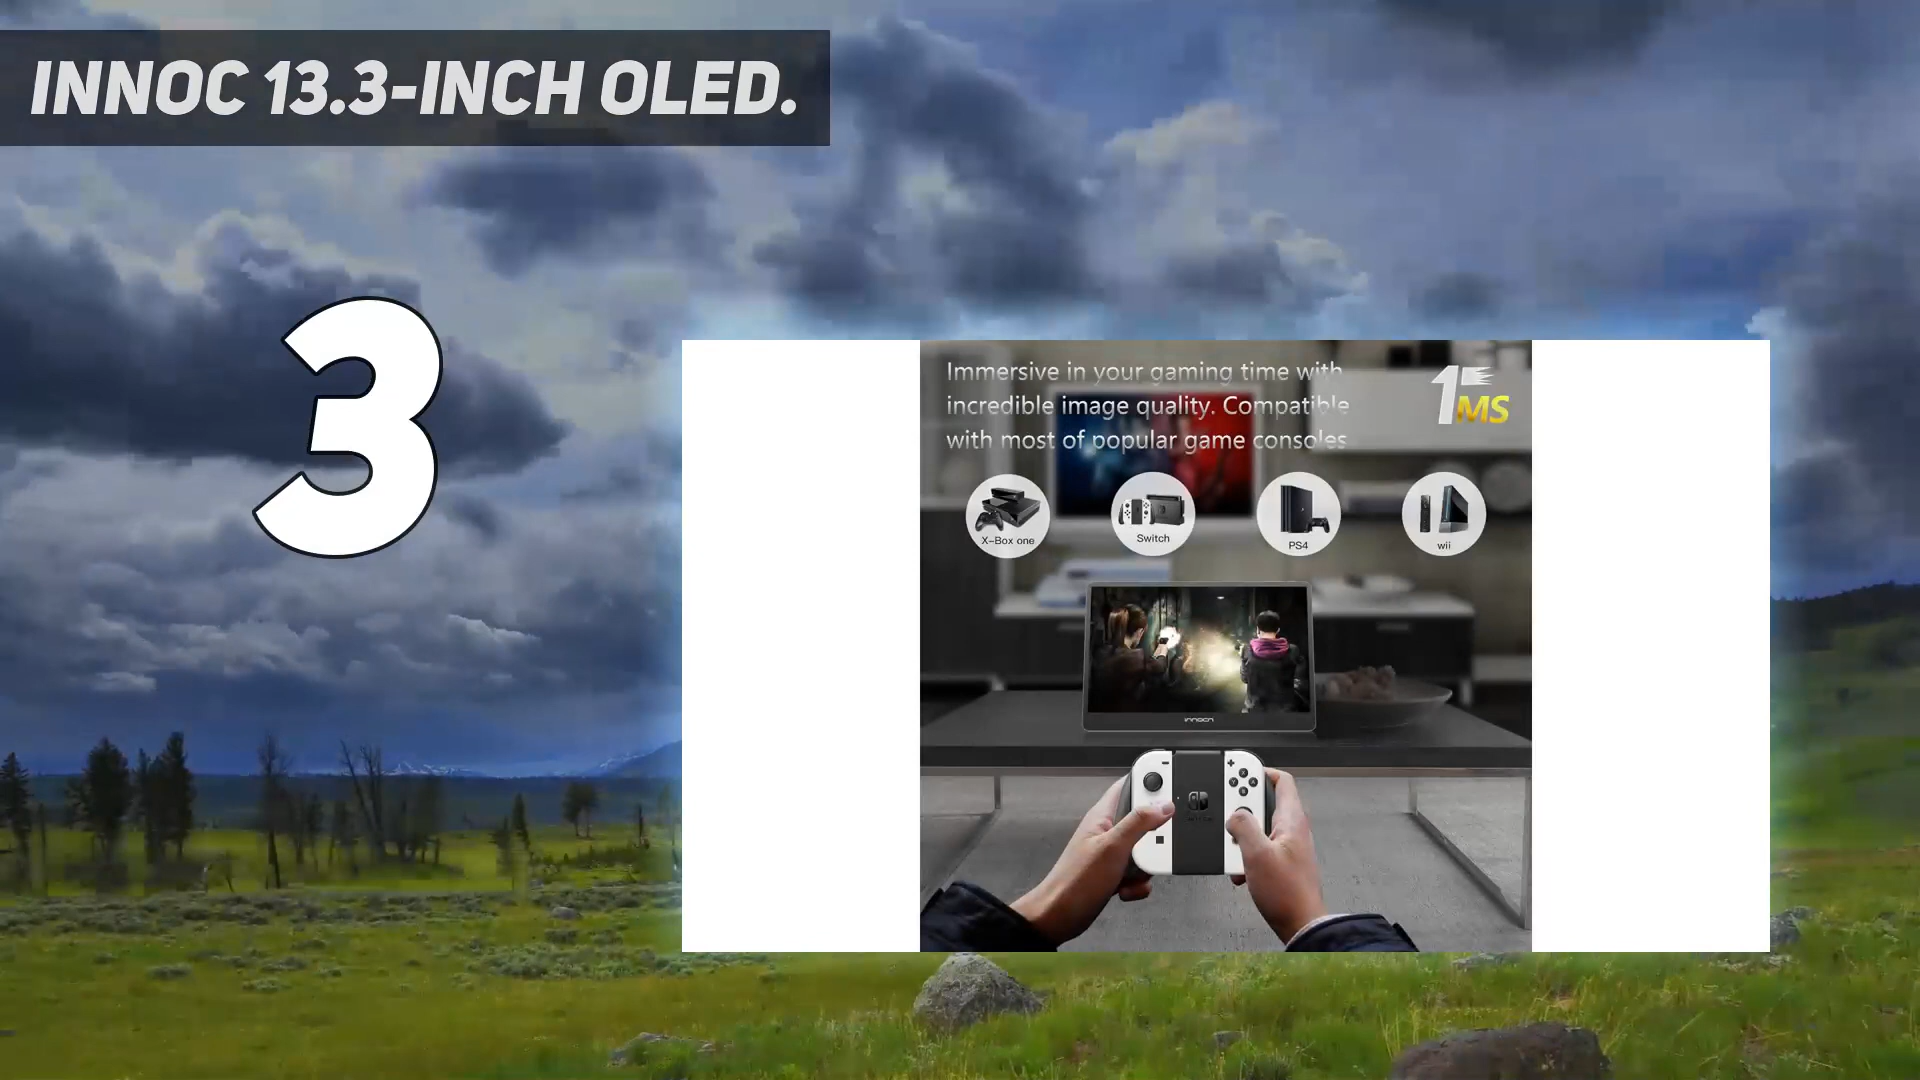 INNOC 13.3-INCH OLED.
3
Immersive in your gaming time with
incredible image quality. Compatible
with most of popular game consoles
1MS
X-Box one
Switch
PS4
wii
INNOCN